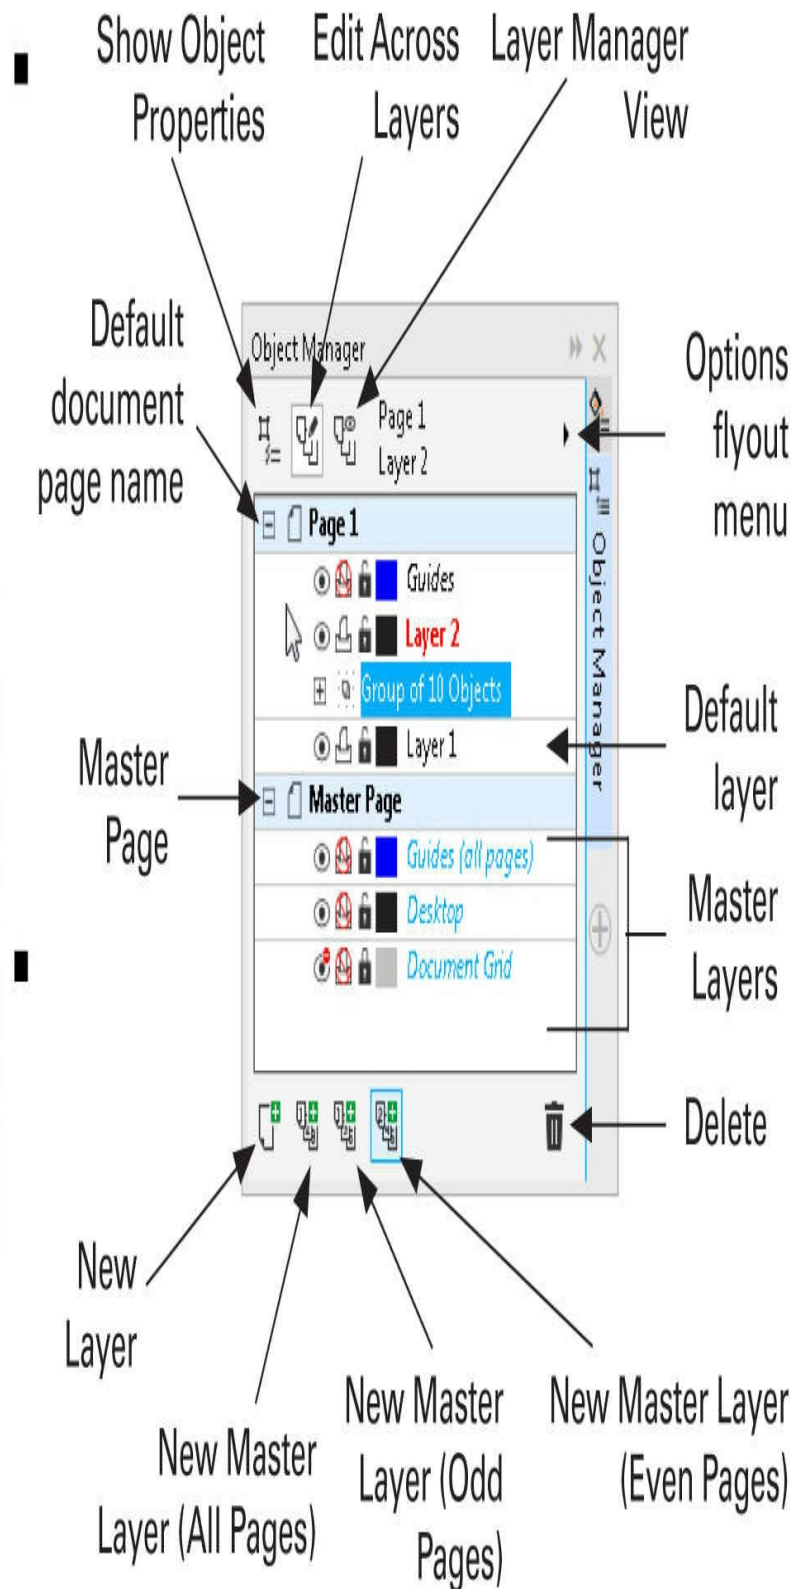 Show Object
Properties
Edit Across
Layers
Layer Manager
View
Default
document
page name
Object Manager
Page 1
Layer 2
Options
flyout
menu
Page 1
Guides
Layer 2
Group of 10 Objects
Layer 1
Object Manager
Default
layer
Master
Page
Master Page
Guides (all pages)
Desktop
Document Grid
Master
Layers
Delete
New
Layer
New Master
Layer (All Pages)
New Master
Layer (Odd
Pages)
New Master Layer
(Even Pages)